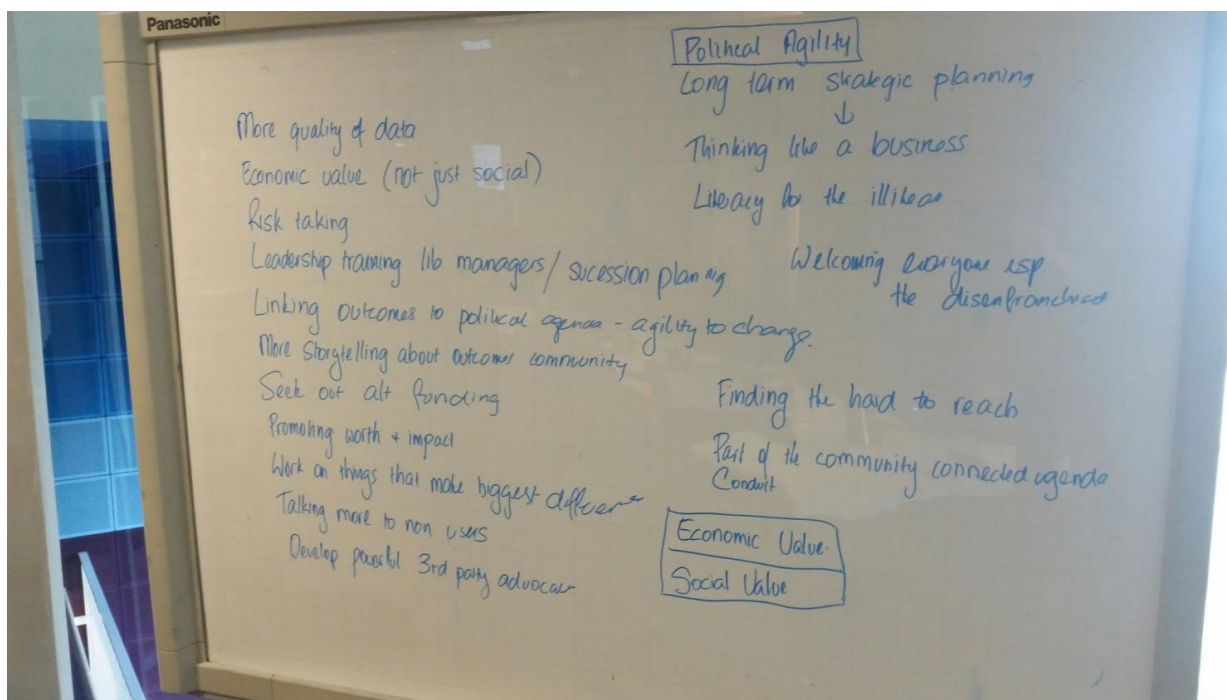 Panasonic
More quality of data
Economic value (not just social)
Risk taking
Leadership training lib managers / sucession planning
Linking outcomes to political agenda - agility to change.
More storytelling about outcomes community
Seek out alt funding
Promoting worth + impact
Work on things that make biggest
Talking more to non users
Develop powerful 3rd party
Political Agility
Long term strategic planning
↓
Thinking like a business
Literacy for the
Welcoming everyone esp
the
Finding the hard to reach
Part of the community connected agenda
Conduit
Economic Value.
Social Value